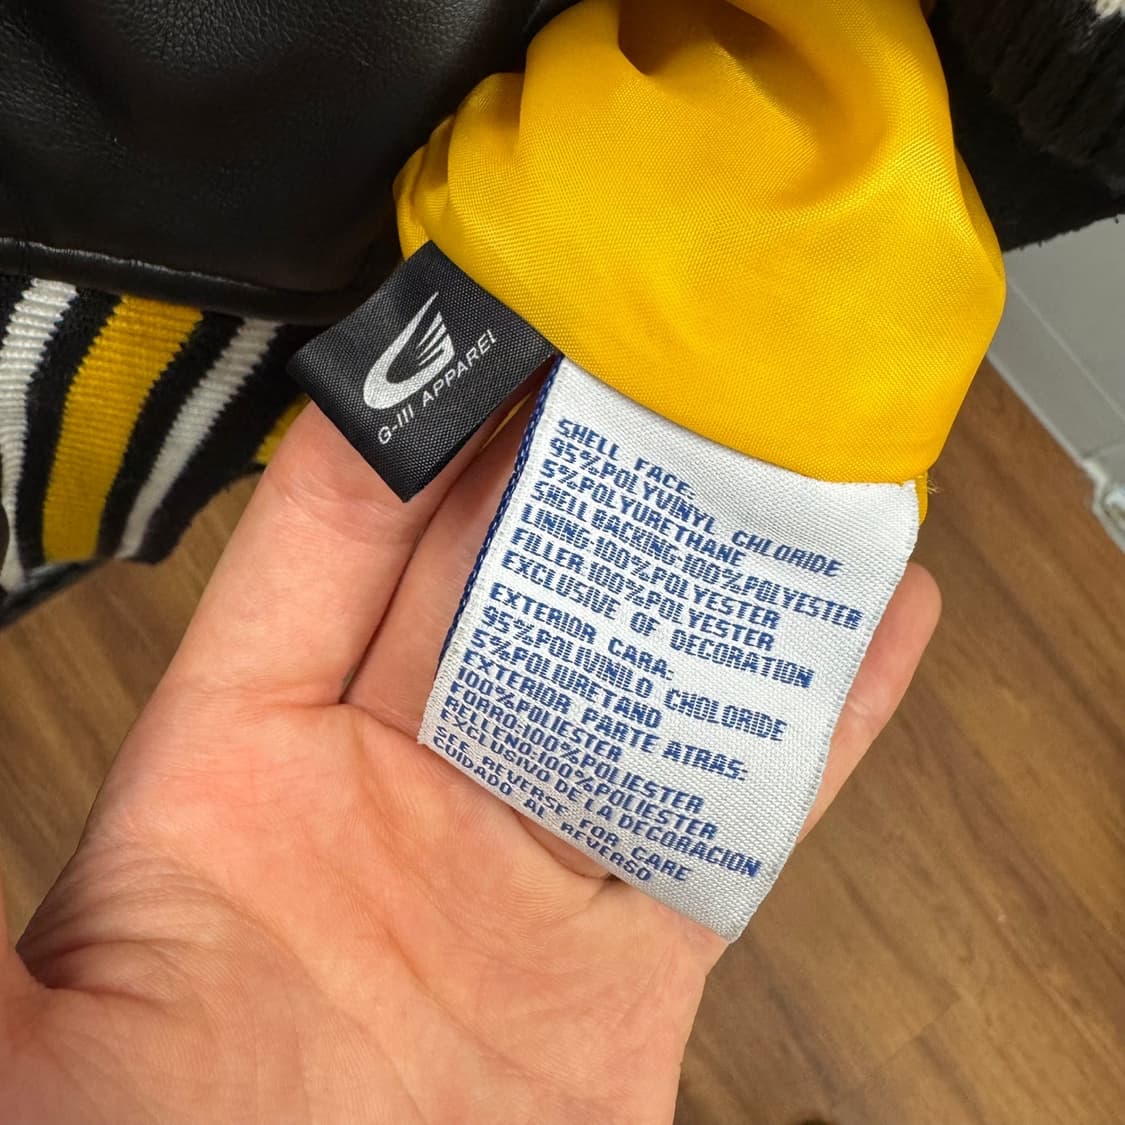 G-III APPAREL
SHELL FACE:
95%POLYVINYL CHLORIDE
5%POLYURETHANE
SHELL BACKING:100%POLYESTER
LINING:100%POLYESTER
FILLER:100%POLYESTER
EXCLUSIVE OF DECORATION
EXTERIOR CARA:
95%POLIVINILO CHOLORIDE
5%POLIURETANO
EXTERIOR PARTE ATRAS:
100%POLIESTER
FORRO:100%POLIESTER
RELLENO:100%POLIESTER
EXCLUSIVO DE LA DECORACION
SEE REVERSE FOR CARE
CUIDADO AL REVERSO